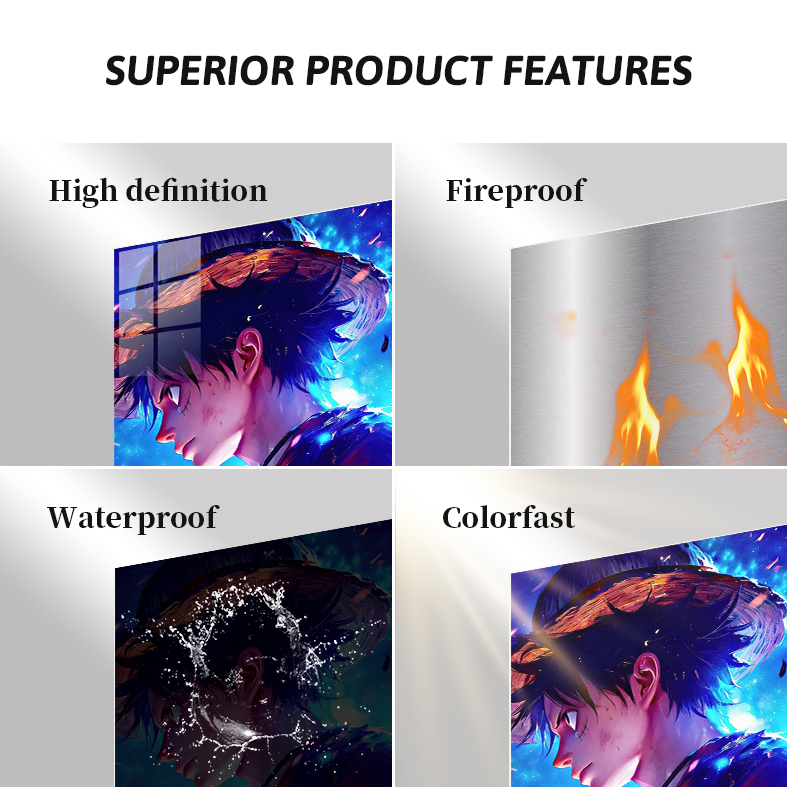 SUPERIOR PRODUCT FEATURES
High definition
Fireproof
Waterproof
Colorfast